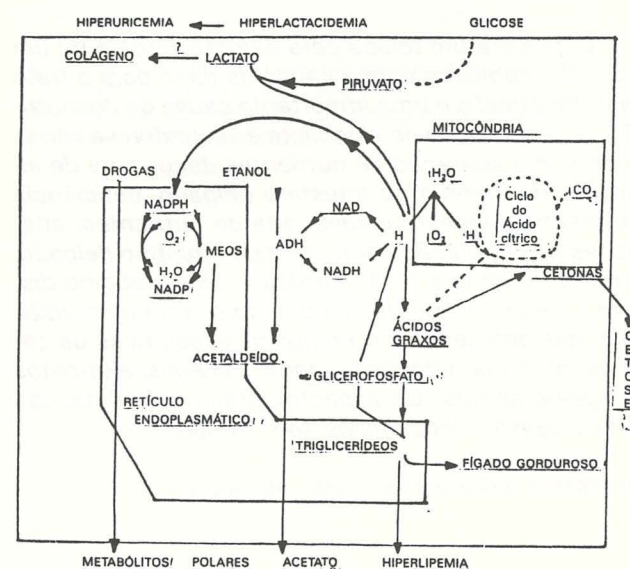 HIPERURICEMIA HIPERLACTACIDEMIA GLICOSE
COLÁGENO ? LACTATO
PIRUVATO
MITOCÔNDRIA
DROGAS ETANOL
H₂O CO₂
NADPH NAD Ciclo
do
O₂ MEOS ADH H O₂ H Ácido
cítrico
H₂O
NADP NADH
CETONAS
CETOSE
ÁCIDOS
GRAXOS
ACETALDEÍDO
GLICEROFOSFATO
RETÍCULO
ENDOPLASMÁTICO
TRIGLICERÍDEOS
FÍGADO GORDUROSO
METABÓLITOS POLARES ACETATO HIPERLIPEMIA